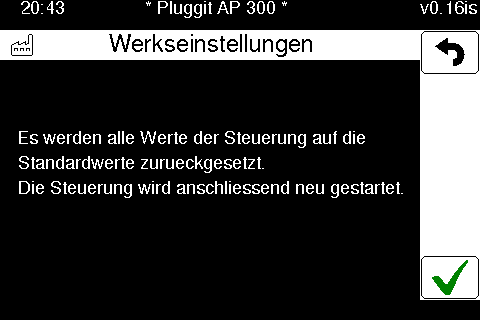 20:43 * Pluggit AP 300 * v0.16is
Werkseinstellungen
Es werden alle Werte der Steuerung auf die
Standardwerte zurueckgesetzt.
Die Steuerung wird anschliessend neu gestartet.